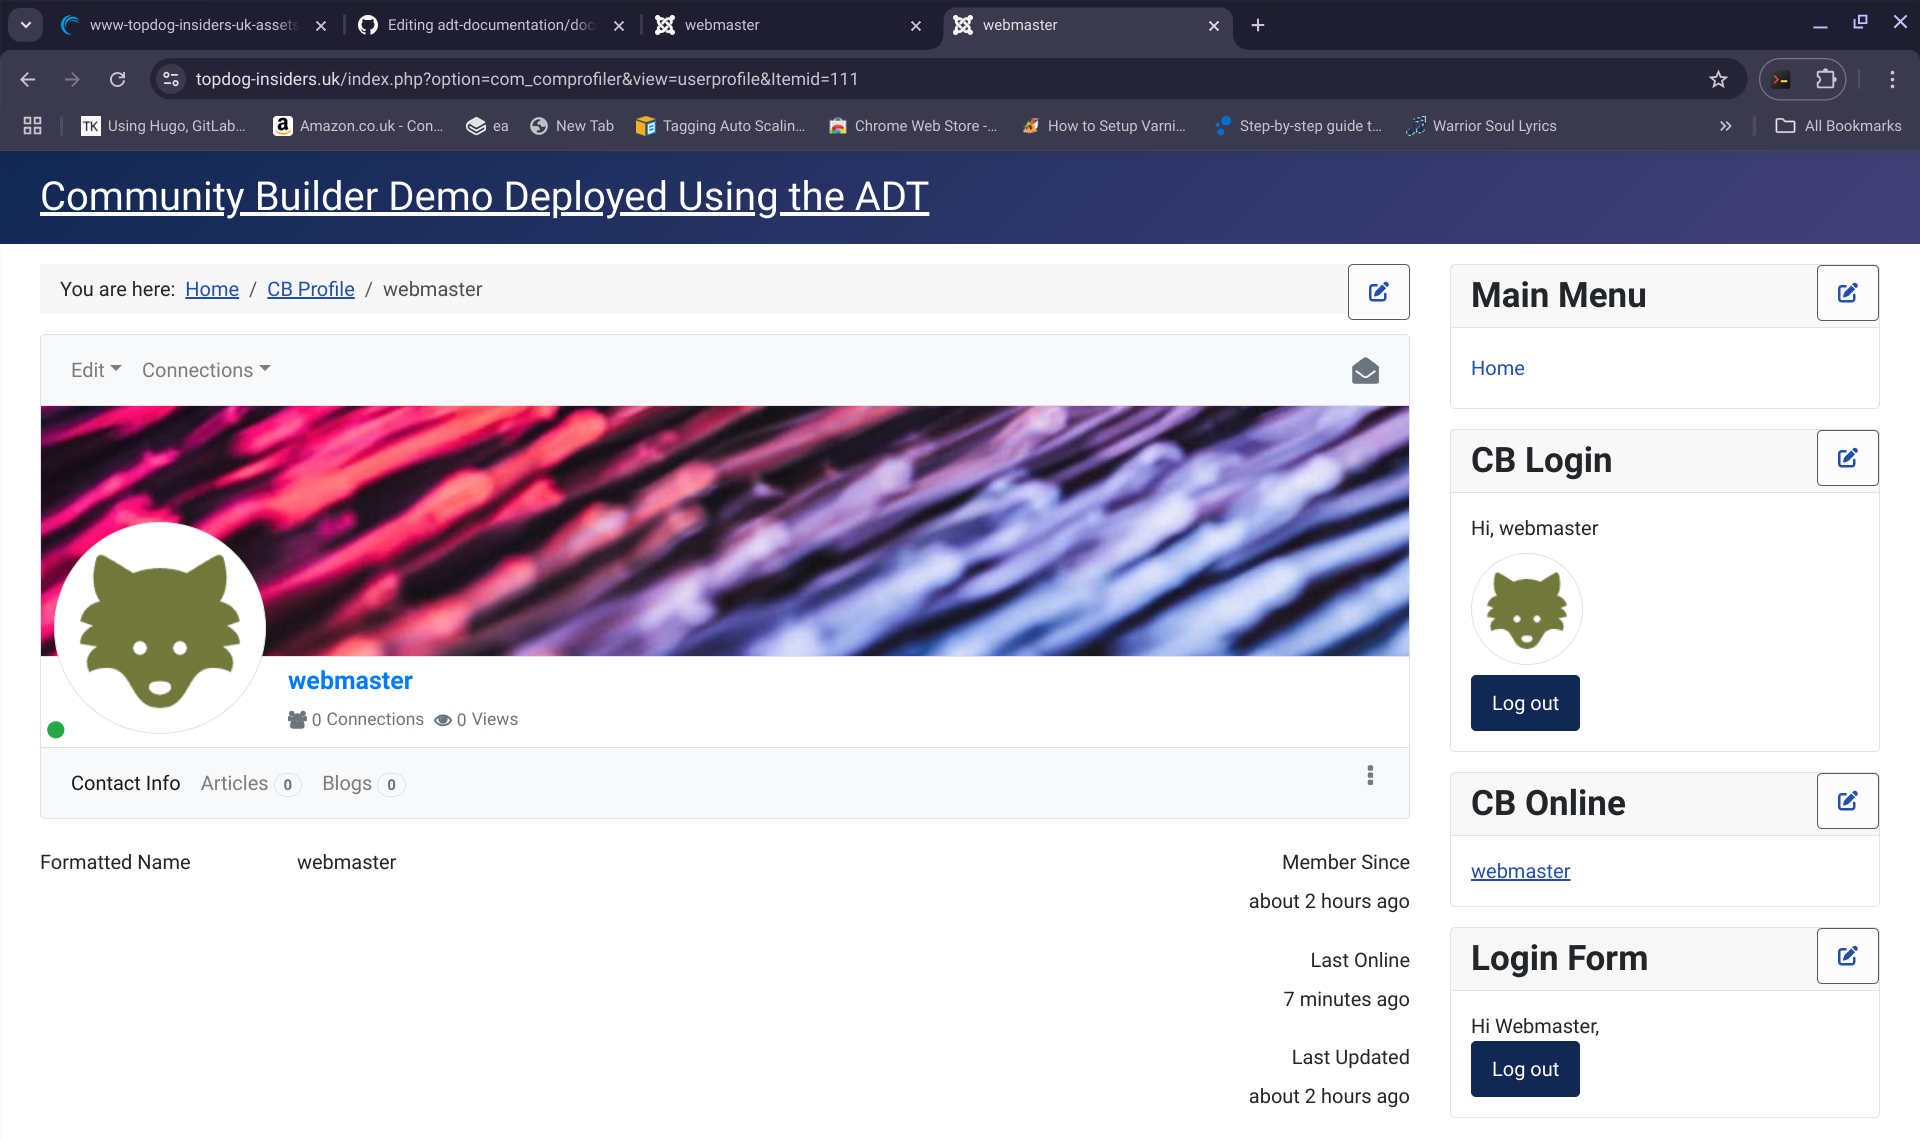 www-topdog-insiders-uk-assets
Editing adt-documentation/doc
webmaster
webmaster
topdog-insiders.uk/index.php?option=com_comprofiler&view=userprofile&Itemid=111
TK Using Hugo, GitLab...
a Amazon.co.uk - Con...
ea
New Tab
Tagging Auto Scalin...
Chrome Web Store -...
How to Setup Varni...
Step-by-step guide t...
Warrior Soul Lyrics
All Bookmarks
Community Builder Demo Deployed Using the ADT
You are here: Home / CB Profile / webmaster
Edit Connections
webmaster
0 Connections 0 Views
Contact Info Articles 0 Blogs 0
Formatted Name webmaster
Member Since
about 2 hours ago
Last Online
7 minutes ago
Last Updated
about 2 hours ago
Main Menu
Home
CB Login
Hi, webmaster
Log out
CB Online
webmaster
Login Form
Hi Webmaster,
Log out